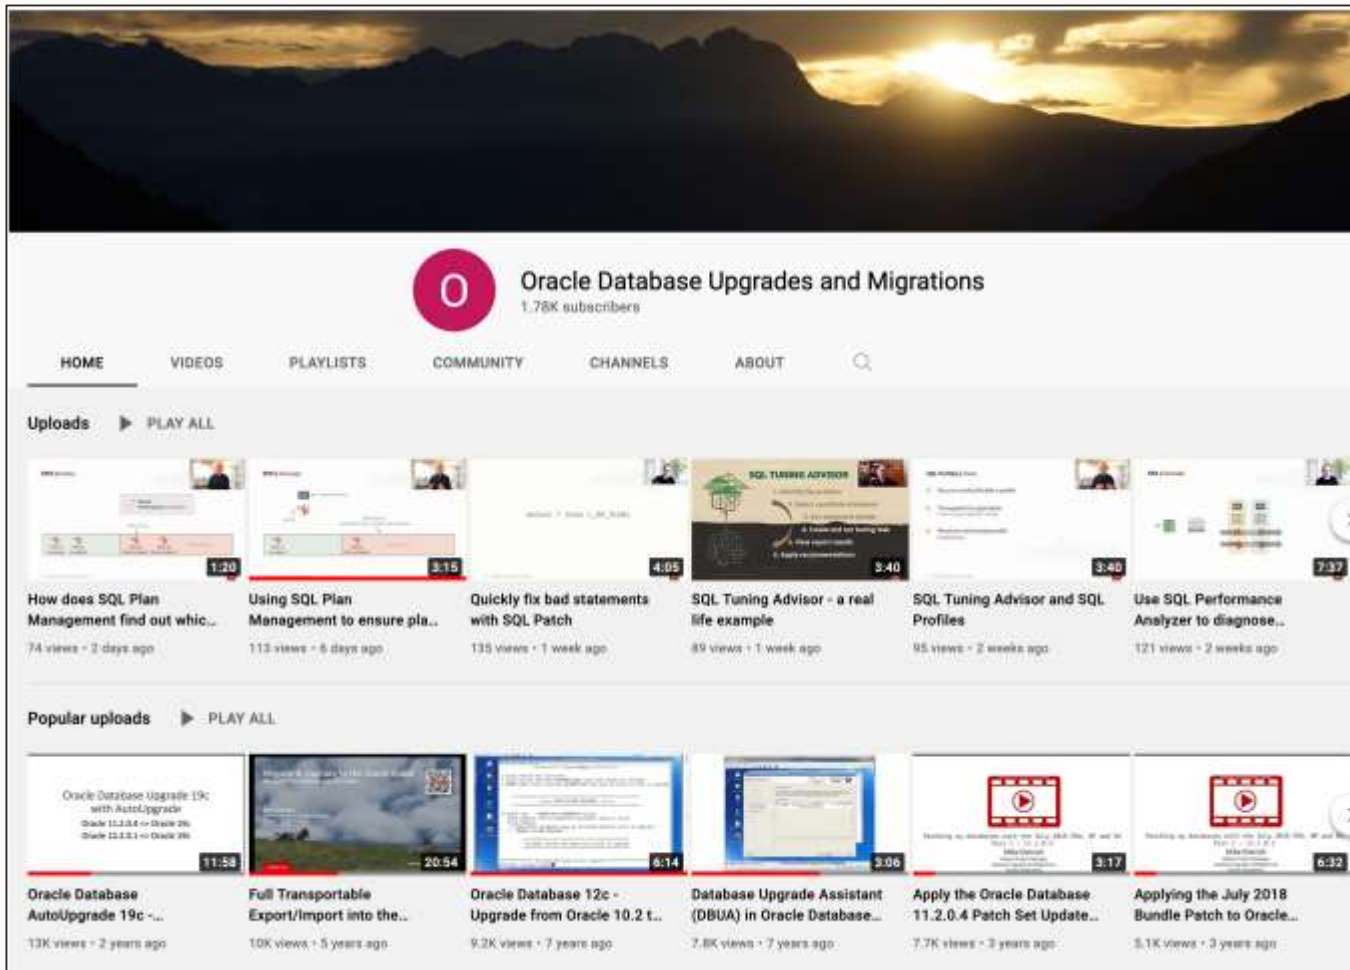 O
Oracle Database Upgrades and Migrations
1.78K subscribers
HOME VIDEOS PLAYLISTS COMMUNITY CHANNELS ABOUT
Uploads PLAY ALL
SQL TUNING ADVISOR
1:20 3:15 4:05 3:40 3:40 7:37
How does SQL Plan
Management find out whic...
74 views • 2 days ago
Using SQL Plan
Management to ensure pla...
113 views • 6 days ago
Quickly fix bad statements
with SQL Patch
135 views • 1 week ago
SQL Tuning Advisor - a real
life example
89 views • 1 week ago
SQL Tuning Advisor and SQL
Profiles
95 views • 2 weeks ago
Use SQL Performance
Analyzer to diagnose...
121 views • 2 weeks ago
Popular uploads PLAY ALL
Oracle Database Upgrade 19c
with AutoUpgrade
11:58 20:54 6:14 3:06 3:17 6:32
Oracle Database
AutoUpgrade 19c -...
13K views • 2 years ago
Full Transportable
Export/Import into the...
10K views • 5 years ago
Oracle Database 12c -
Upgrade from Oracle 10.2 t...
9.2K views • 7 years ago
Database Upgrade Assistant
(DBUA) in Oracle Database...
7.8K views • 7 years ago
Apply the Oracle Database
11.2.0.4 Patch Set Update...
7.7K views • 3 years ago
Applying the July 2018
Bundle Patch to Oracle...
5.1K views • 3 years ago